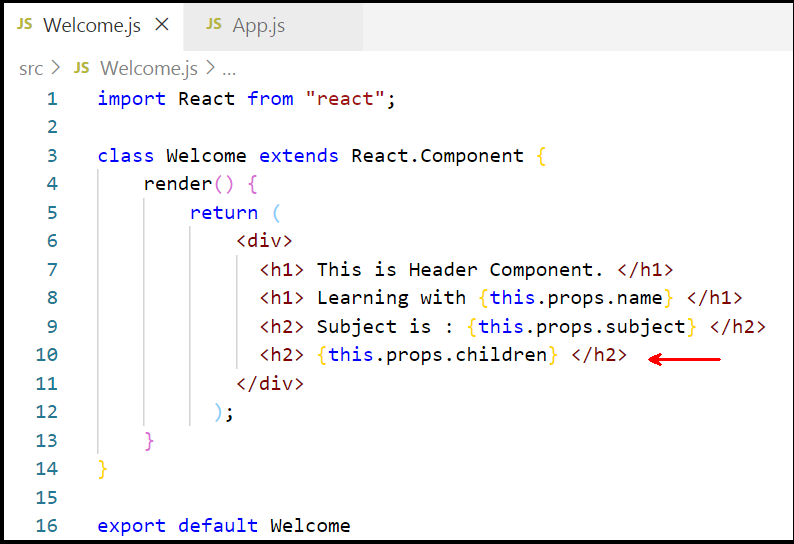 JS Welcome.js × JS App.js
src > JS Welcome.js > ...
1 import React from "react";
2
3 class Welcome extends React.Component {
4 render() {
5 return (
6 <div>
7 <h1> This is Header Component. </h1>
8 <h1> Learning with {this.props.name} </h1>
9 <h2> Subject is : {this.props.subject} </h2>
10 <h2> {this.props.children} </h2>
11 </div>
12 );
13 }
14 }
15
16 export default Welcome